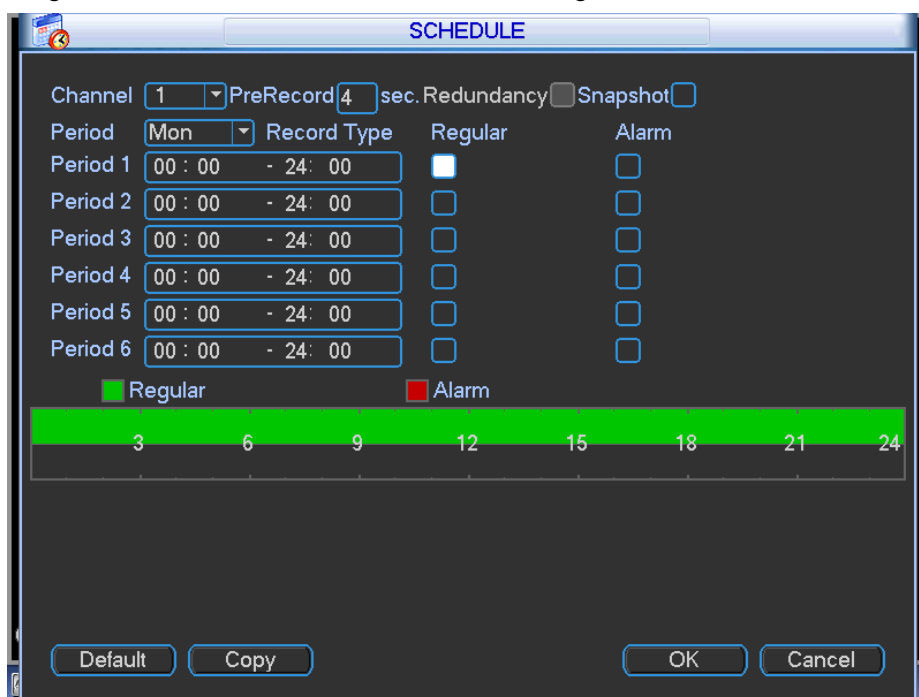 SCHEDULE
Channel 1 PreRecord 4 sec. Redundancy Snapshot
Period Mon Record Type Regular Alarm
Period 1 00 : 00 - 24: 00
Period 2 00 : 00 - 24: 00
Period 3 00 : 00 - 24: 00
Period 4 00 : 00 - 24: 00
Period 5 00 : 00 - 24: 00
Period 6 00 : 00 - 24: 00
Regular Alarm
3 6 9 12 15 18 21 24
Default Copy OK Cancel